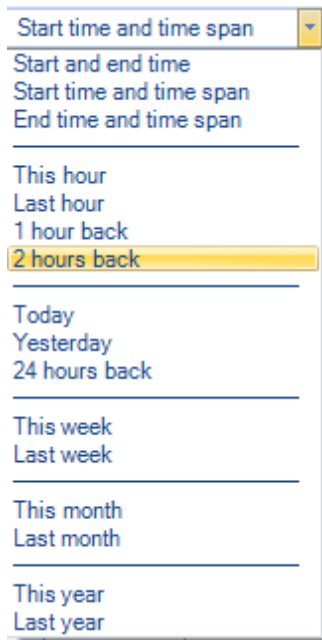 Start time and time span
Start and end time
Start time and time span
End time and time span
This hour
Last hour
1 hour back
2 hours back
Today
Yesterday
24 hours back
This week
Last week
This month
Last month
This year
Last year